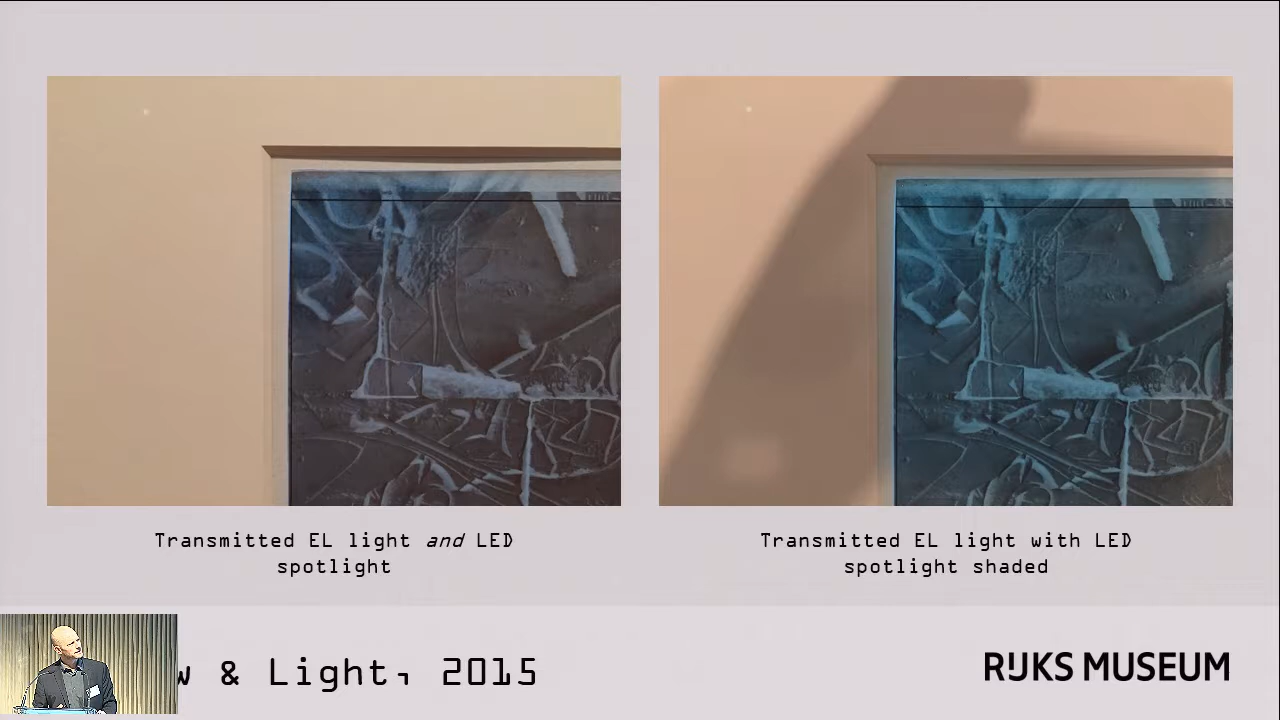 Transmitted EL light and LED
spotlight
Transmitted EL light with LED
spotlight shaded
& Light, 2015
RIJKS MUSEUM